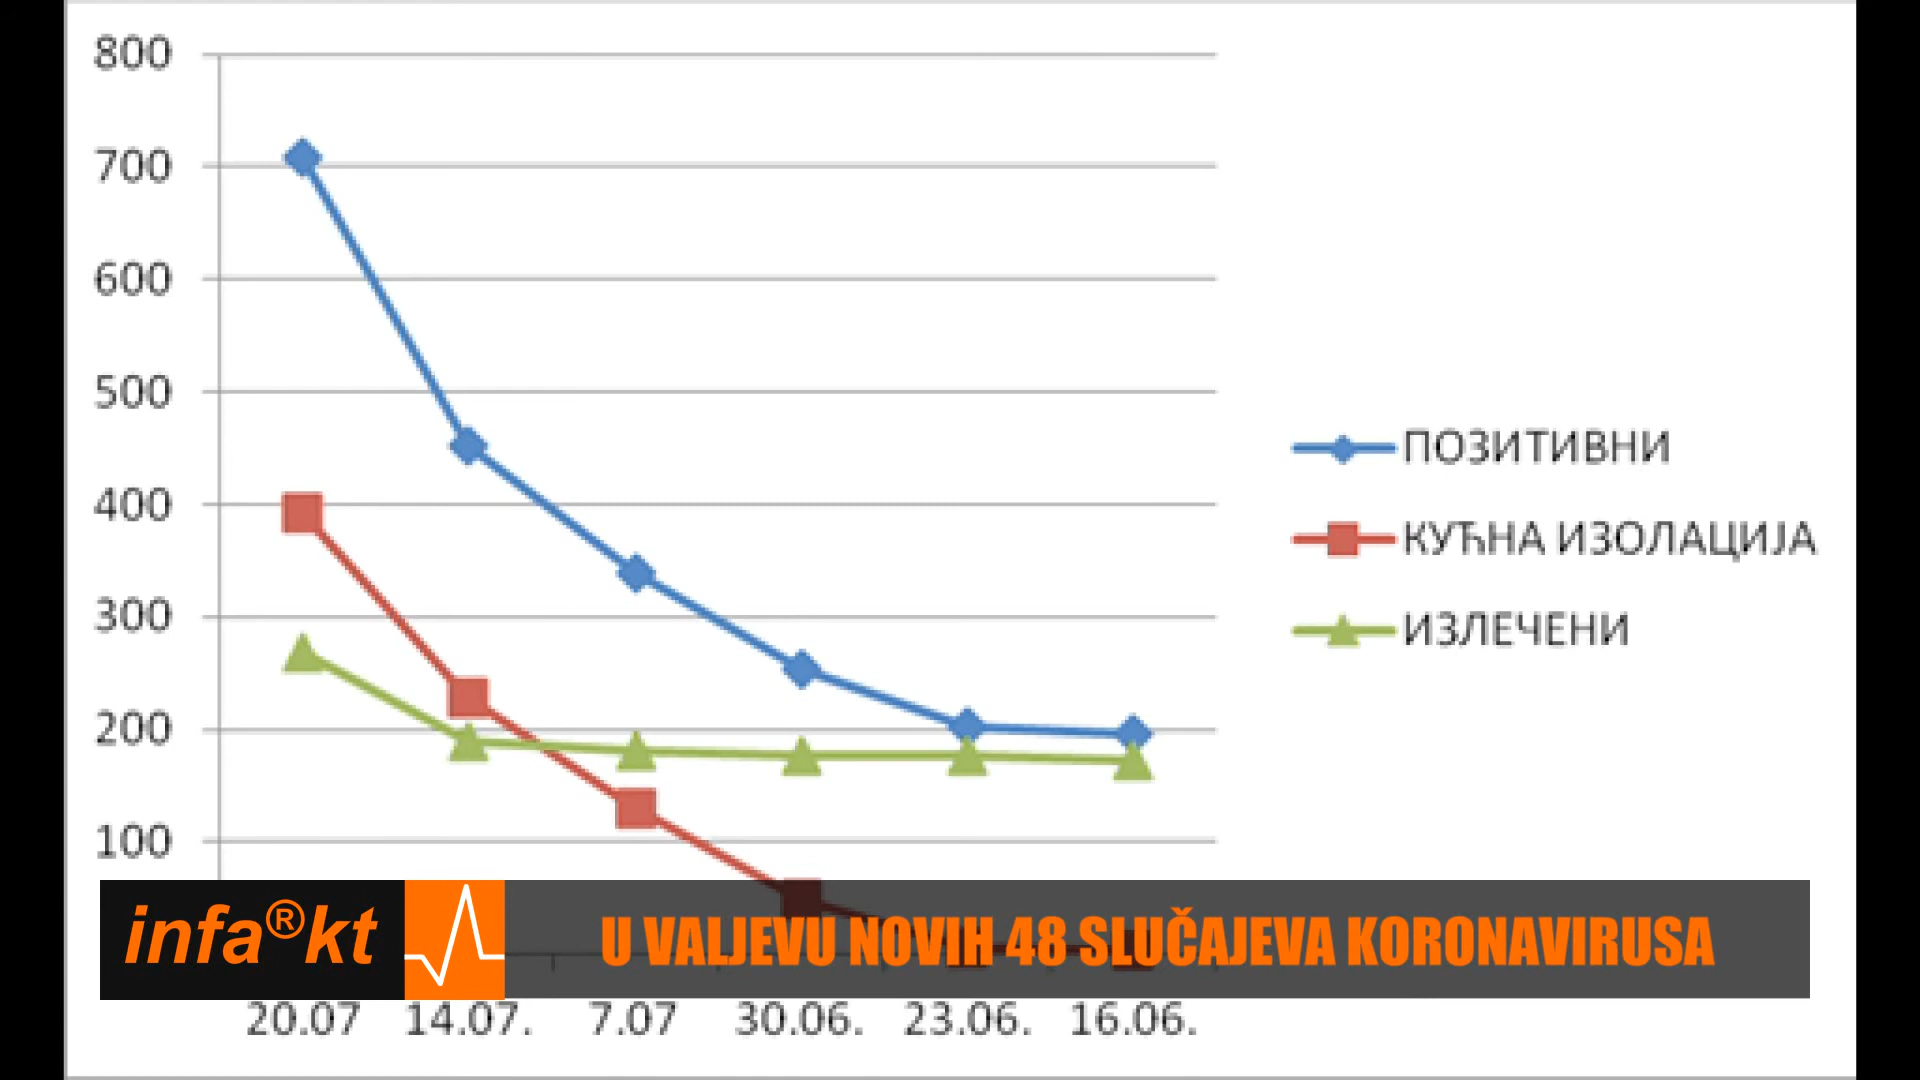 800
700
600
500
400
300
200
100
ПОЗИТИВНИ
КУЋНА ИЗОЛАЦИЈА
ИЗЛЕЧЕНИ
infa®kt
U VALJEVU NOVIH 48 SLUČAJEVA KORONAVIRUSA
20.07 14.07. 7.07 30.06. 23.06. 16.06.